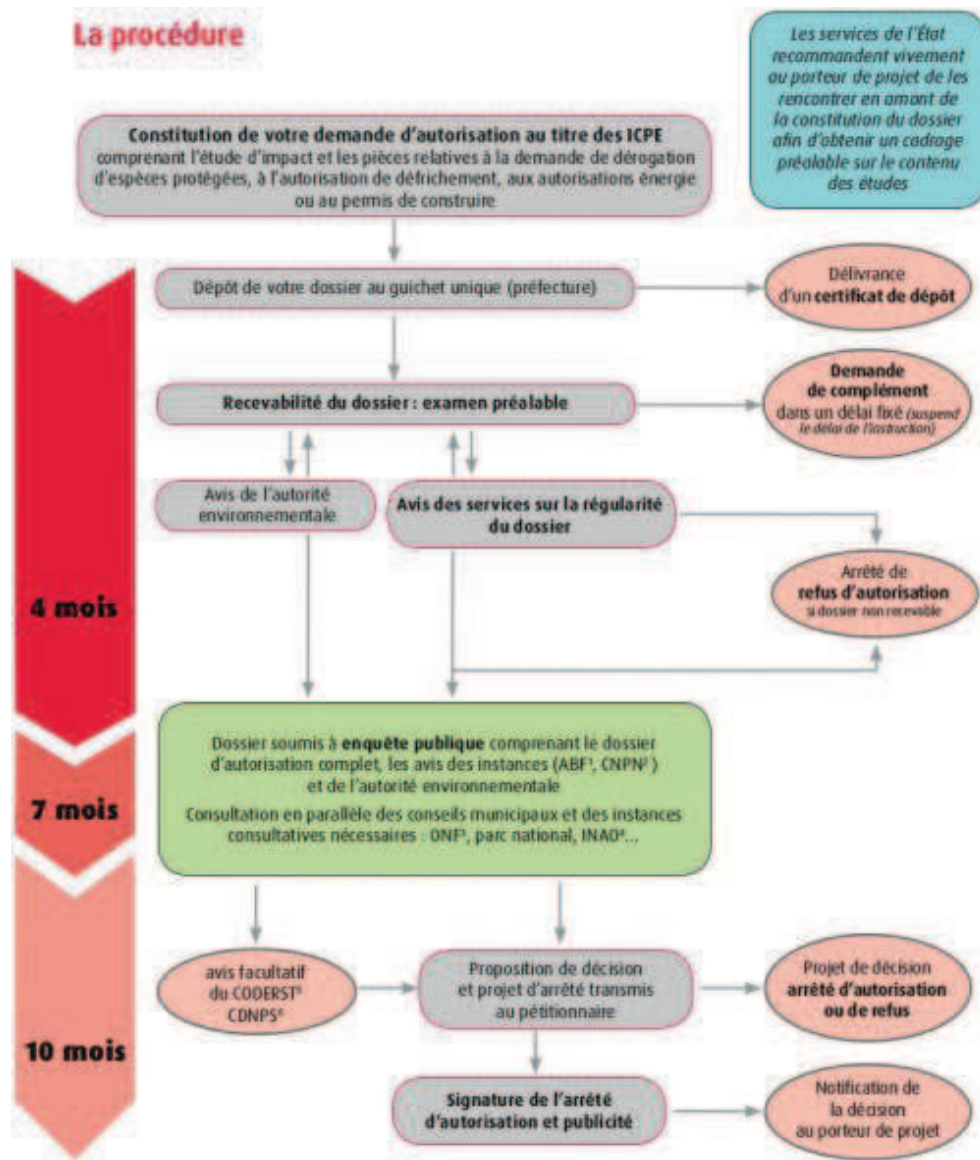 La procédure
Les services de l'État
recommandent vivement
au porteur de projet de les
rencontrer en amont de
la constitution du dossier
afin d'obtenir un cadrage
préalable sur le contenu
des études
Constitution de votre demande d'autorisation au titre des ICPE
comprenant l'étude d'impact et les pièces relatives à la demande de dérogation
d'espèces protégées, à l'autorisation de défrichement, aux autorisations énergie
ou au permis de construire
Dépôt de votre dossier au guichet unique (préfecture)
Délivrance
d'un certificat de dépôt
Recevabilité du dossier : examen préalable
Demande
de complément
dans un délai fixé (suspend
le délai de l'instruction)
Avis de l'autorité
environnementale
Avis des services sur la régularité
du dossier
Arrêté de
refus d'autorisation
si dossier non recevable
4 mois
Dossier soumis à enquête publique comprenant le dossier
d'autorisation complet, les avis des instances (ABF¹, CNPN²)
et de l'autorité environnementale
Consultation en parallèle des conseils municipaux et des instances
consultatives nécessaires : ONF³, parc national, INAO⁴...
7 mois
avis facultatif
du CODERST⁵
CDNPS⁶
Proposition de décision
et projet d'arrêté transmis
au pétitionnaire
Projet de décision
arrêté d'autorisation
ou de refus
10 mois
Signature de l'arrêté
d'autorisation et publicité
Notification de
la décision
au porteur de projet